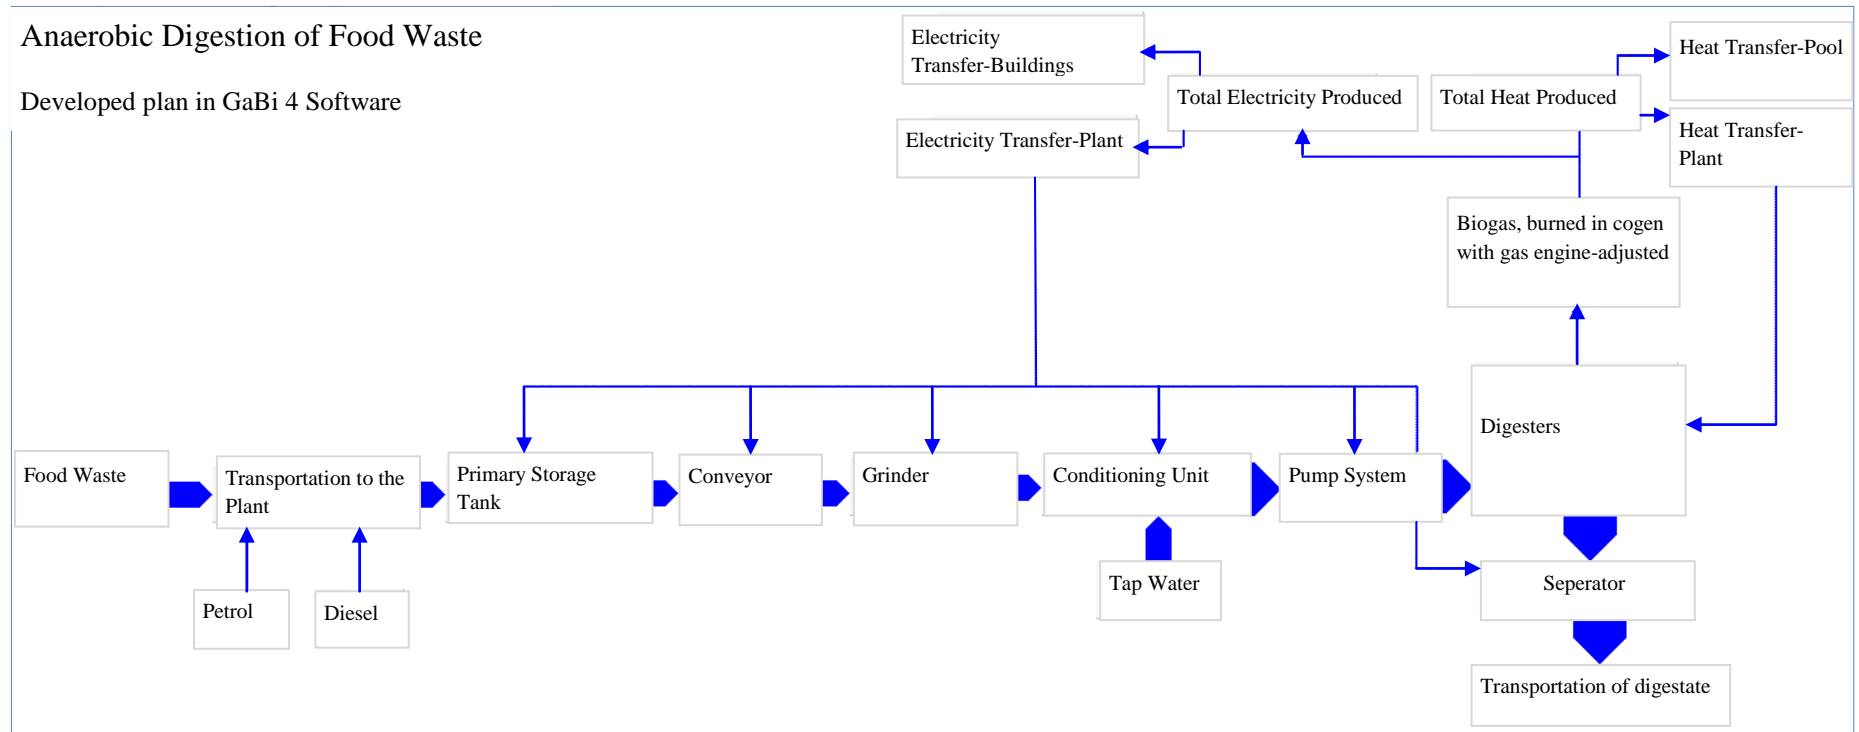 Anaerobic Digestion of Food Waste
Developed plan in GaBi 4 Software
Electricity
Transfer-Buildings
Total Electricity Produced
Total Heat Produced
Heat Transfer-Pool
Electricity Transfer-Plant
Heat Transfer-
Plant
Biogas, burned in cogen
with gas engine-adjusted
Digesters
Food Waste
Transportation to the
Plant
Primary Storage
Tank
Conveyor
Grinder
Conditioning Unit
Pump System
Petrol
Diesel
Tap Water
Seperator
Transportation of digestate